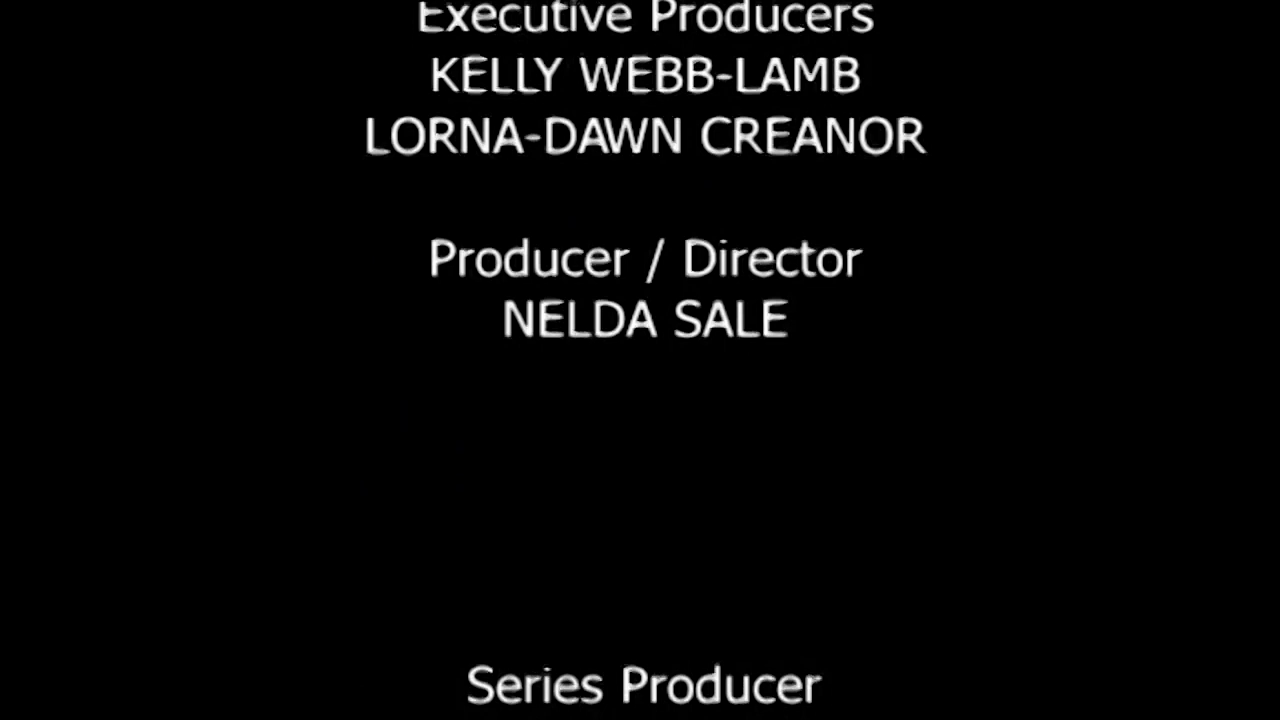 Executive Producers
KELLY WEBB-LAMB
LORNA-DAWN CREANOR
Producer / Director
NELDA SALE
Series Producer